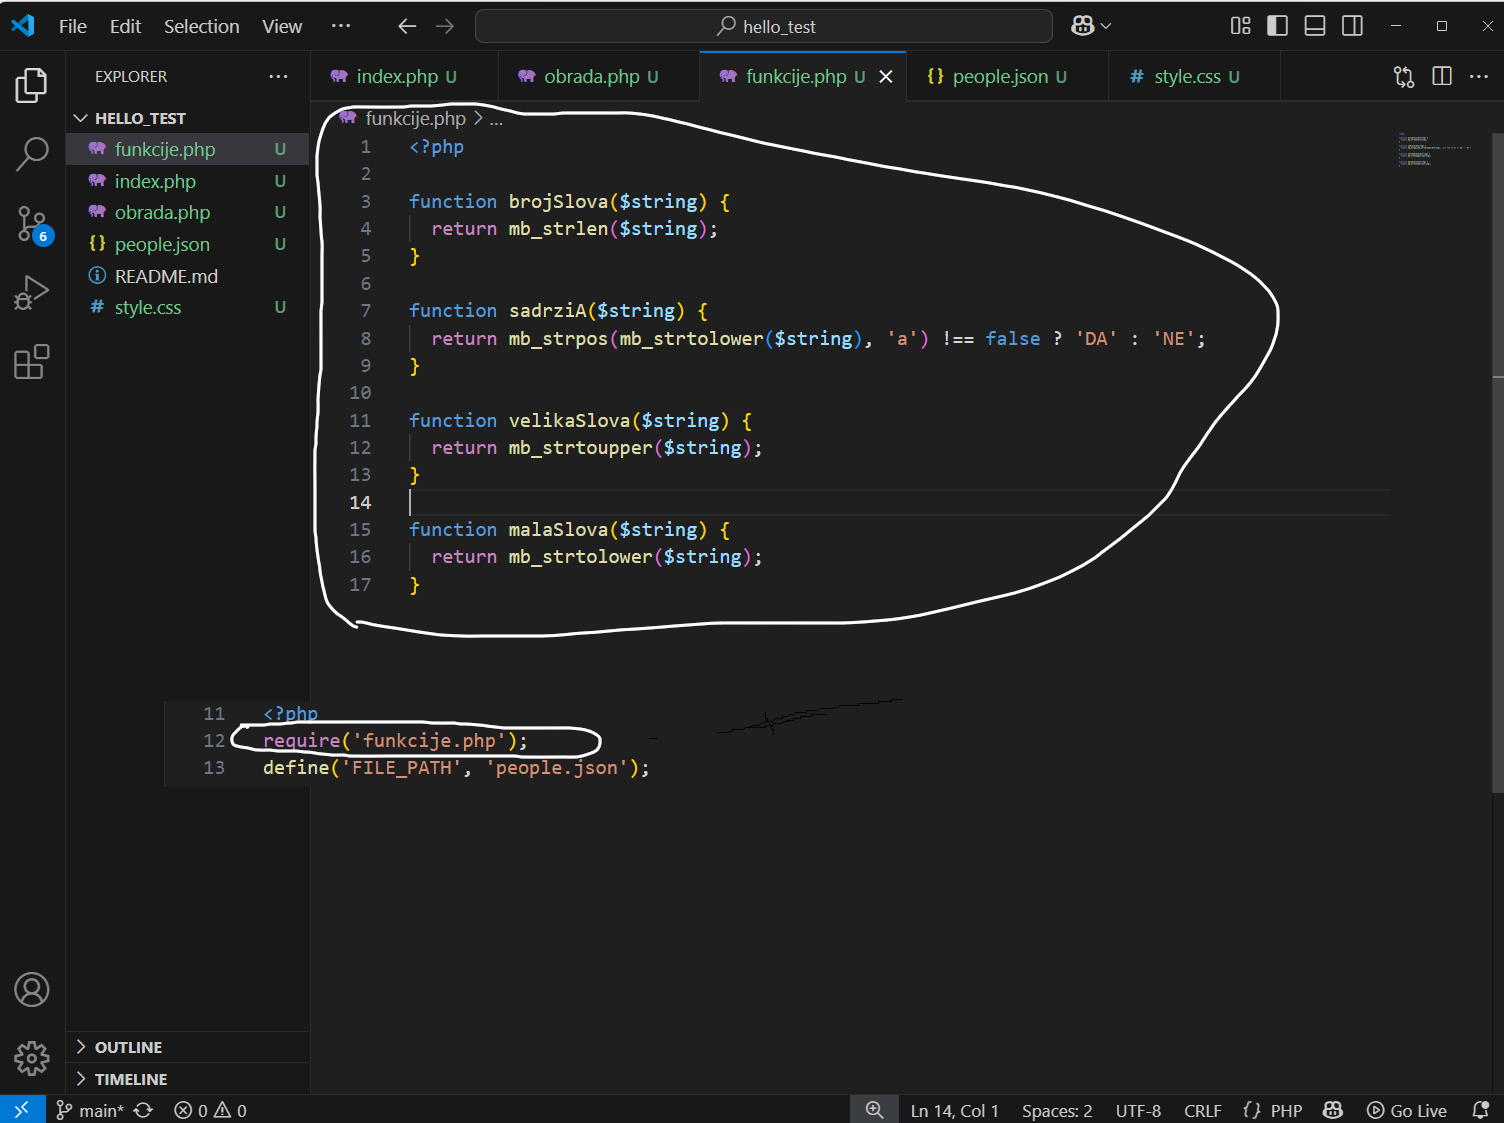 File Edit Selection View ... hello_test
EXPLORER ...
index.php U obrada.php U funkcije.php U people.json U # style.css U
HELLO_TEST
funkcije.php U
index.php U
obrada.php U
{} people.json U
README.md
# style.css U
6
funkcije.php > ...
1 <?php
2
3 function brojSlova($string) {
4 return mb_strlen($string);
5 }
6
7 function sadrziA($string) {
8 return mb_strpos(mb_strtolower($string), 'a') !== false ? 'DA' : 'NE';
9 }
10
11 function velikaSlova($string) {
12 return mb_strtoupper($string);
13 }
14
15 function malaSlova($string) {
16 return mb_strtolower($string);
17 }
11 <?php
12 require('funkcije.php');
13 define('FILE_PATH', 'people.json');
OUTLINE
TIMELINE
main* 0 0 Ln 14, Col 1 Spaces: 2 UTF-8 CRLF {} PHP Go Live